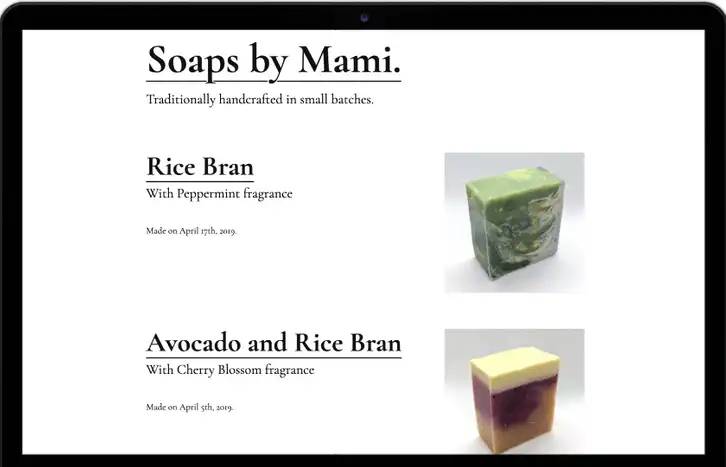 Soaps by Mami.
Traditionally handcrafted in small batches.
Rice Bran
With Peppermint fragrance
Made on April 17th, 2019.
Avocado and Rice Bran
With Cherry Blossom fragrance
Made on April 5th, 2019.